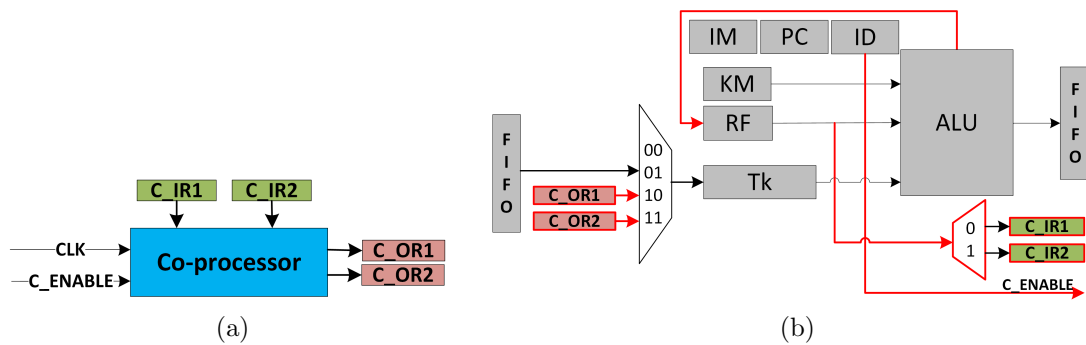 C_IR1
C_IR2
CLK
C_ENABLE
Co-processor
C_OR1
C_OR2
(a)
IM
PC
ID
KM
RF
ALU
FIFO
FIFO
00
01
10
11
C_OR1
C_OR2
Tk
0
1
C_IR1
C_IR2
C_ENABLE
(b)